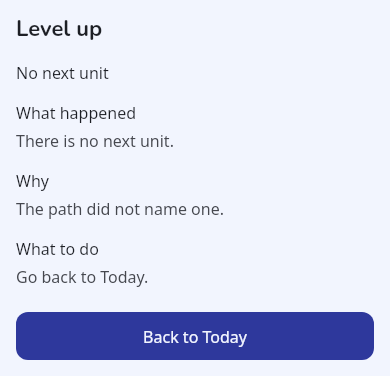 Level up
No next unit
What happened
There is no next unit.
Why
The path did not name one.
What to do
Go back to Today.
Back to Today